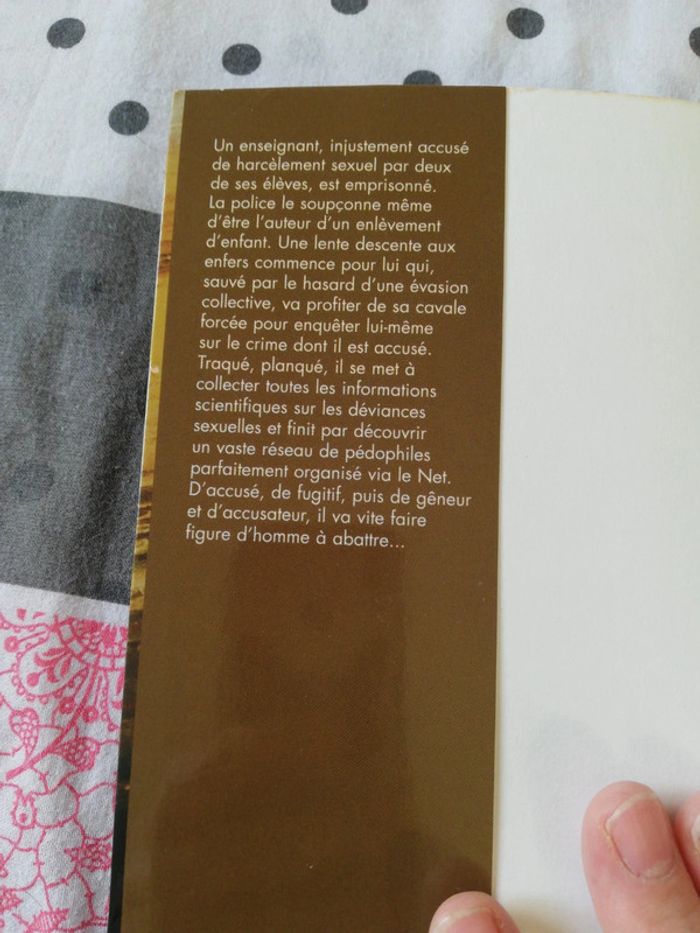 Un enseignant, injustement accusé
de harcèlement sexuel par deux
de ses élèves, est emprisonné.
La police le soupçonne même
d'être l'auteur d'un enlèvement
d'enfant. Une lente descente aux
enfers commence pour lui qui,
sauvé par le hasard d'une évasion
collective, va profiter de sa cavale
forcée pour enquêter lui-même
sur le crime dont il est accusé.
Traqué, planqué, il se met à
collecter toutes les informations
scientifiques sur les déviances
sexuelles et finit par découvrir
un vaste réseau de pédophiles
parfaitement organisé via le Net.
D'accusé, de fugitif, puis de gêneur
et d'accusateur, il va vite faire
figure d'homme à abattre...